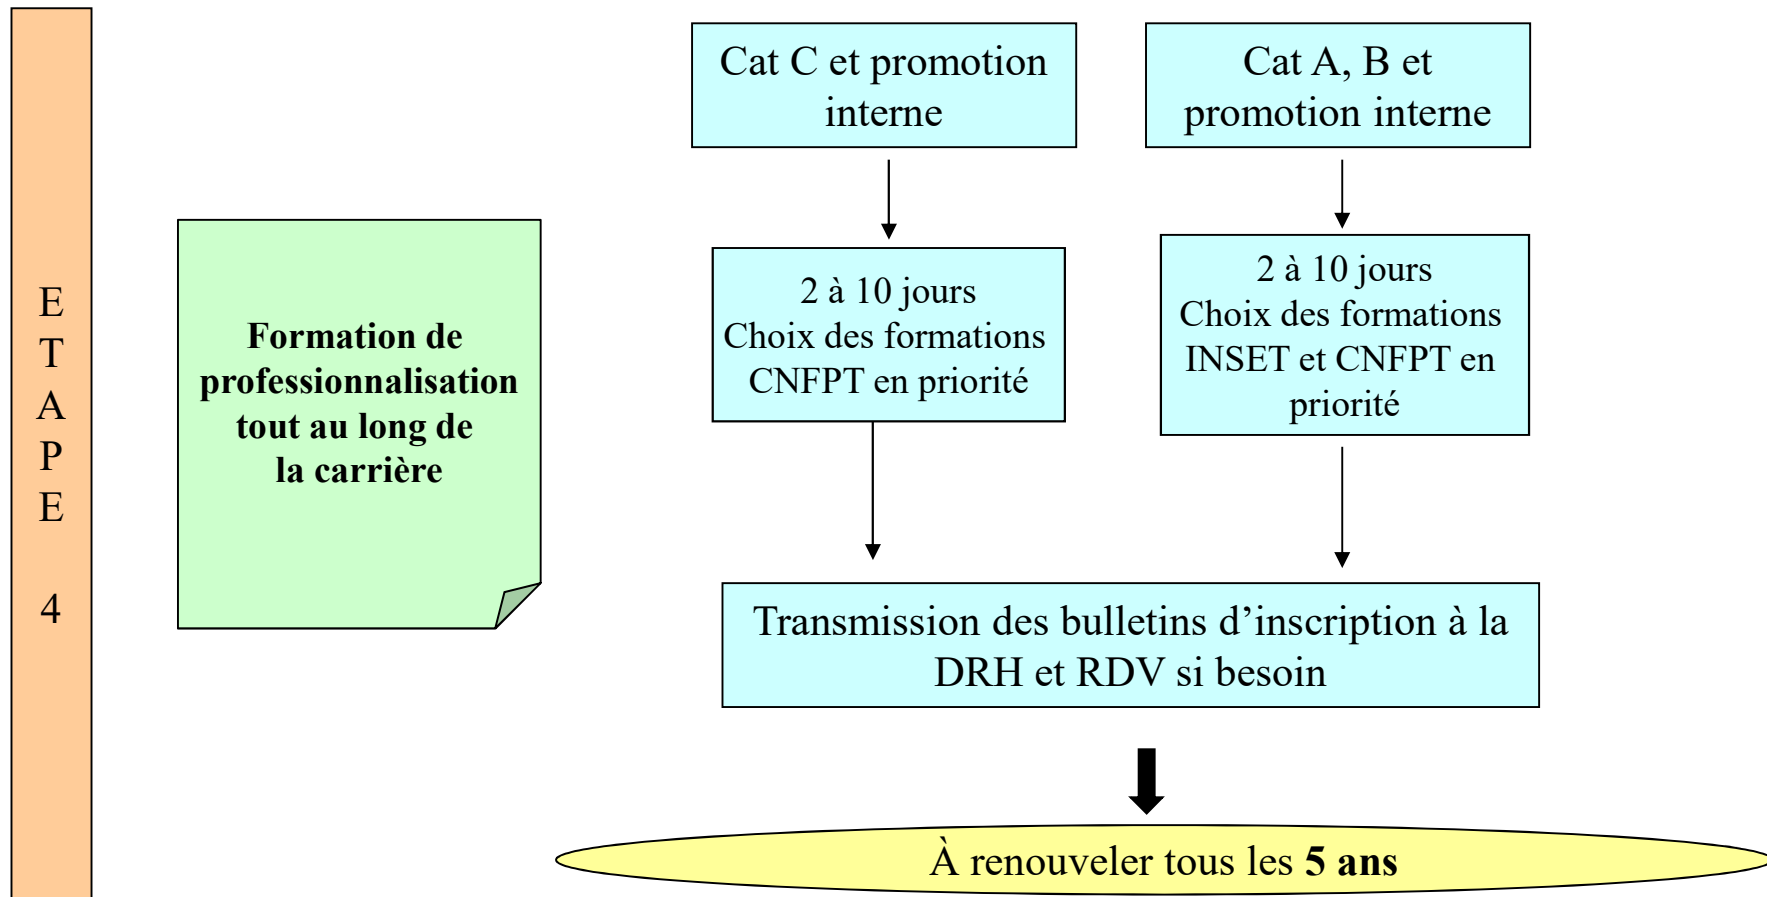 E
T
A
P
E
4
Formation de
professionnalisation
tout au long de
la carrière
Cat C et promotion
interne
Cat A, B et
promotion interne
2 à 10 jours
Choix des formations
CNFPT en priorité
2 à 10 jours
Choix des formations
INSET et CNFPT en
priorité
Transmission des bulletins d’inscription à la
DRH et RDV si besoin
À renouveler tous les 5 ans